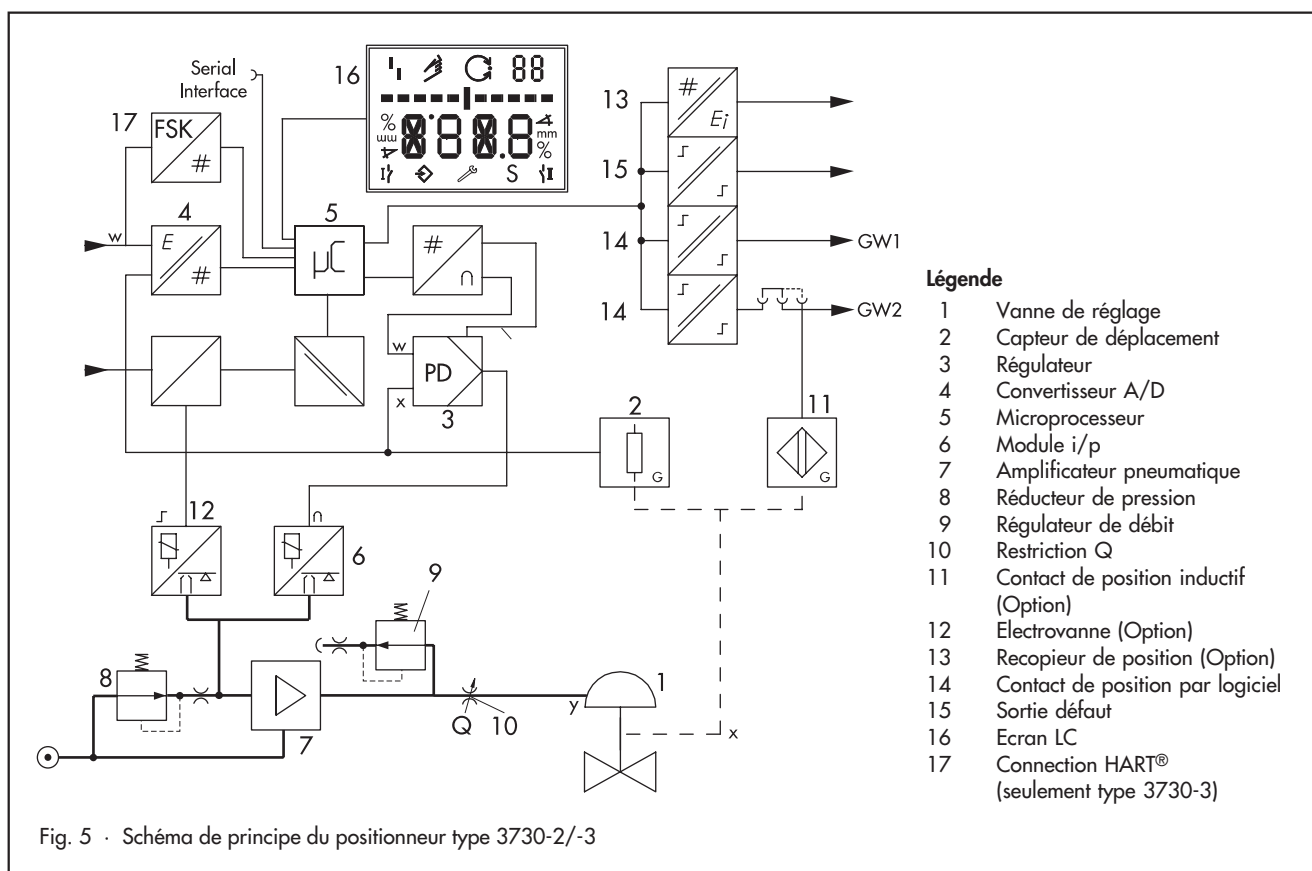 Serial
Interface
16
88
%
mm
8.8.8.8
mm
%
I
S
II
17
FSK
#
w
4
E
#
5
µC
#
∩
w
PD
x
3
13
#
Ei
15
14
GW1
14
GW2
2
G
11
G
12
∩
6
9
8
7
Q
10
y
1
x
Légende
1 Vanne de réglage
2 Capteur de déplacement
3 Régulateur
4 Convertisseur A/D
5 Microprocesseur
6 Module i/p
7 Amplificateur pneumatique
8 Réducteur de pression
9 Régulateur de débit
10 Restriction Q
11 Contact de position inductif
(Option)
12 Electrovanne (Option)
13 Recopieur de position (Option)
14 Contact de position par logiciel
15 Sortie défaut
16 Ecran LC
17 Connection HART®
(seulement type 3730-3)
Fig. 5 · Schéma de principe du positionneur type 3730-2/-3